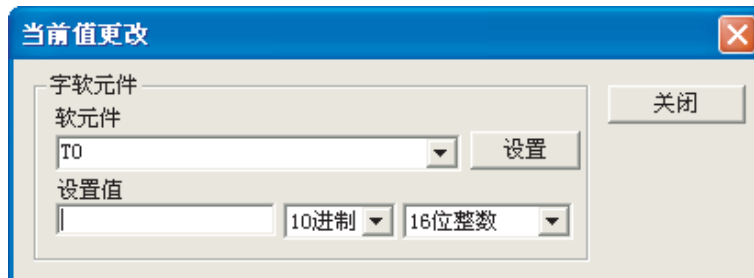 当前值更改
字软元件
关闭
软元件
T0
设置
设置值
10进制
16位整数